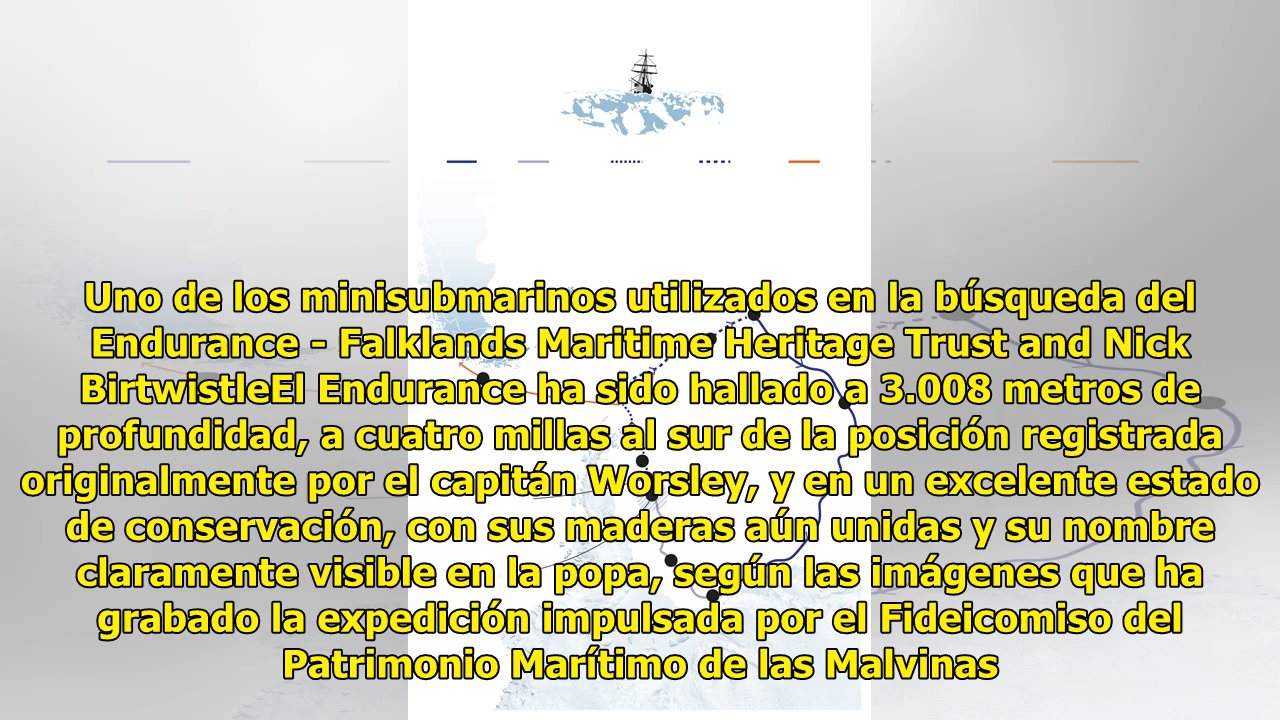 Uno de los minisubmarinos utilizados en la búsqueda del
Endurance - Falklands Maritime Heritage Trust and Nick
BirtwistleEl Endurance ha sido hallado a 3.008 metros de
profundidad, a cuatro millas al sur de la posición registrada
originalmente por el capitán Worsley, y en un excelente estado
de conservación, con sus maderas aún unidas y su nombre
claramente visible en la popa, según las imágenes que ha
grabado la expedición impulsada por el Fideicomiso del
Patrimonio Marítimo de las Malvinas